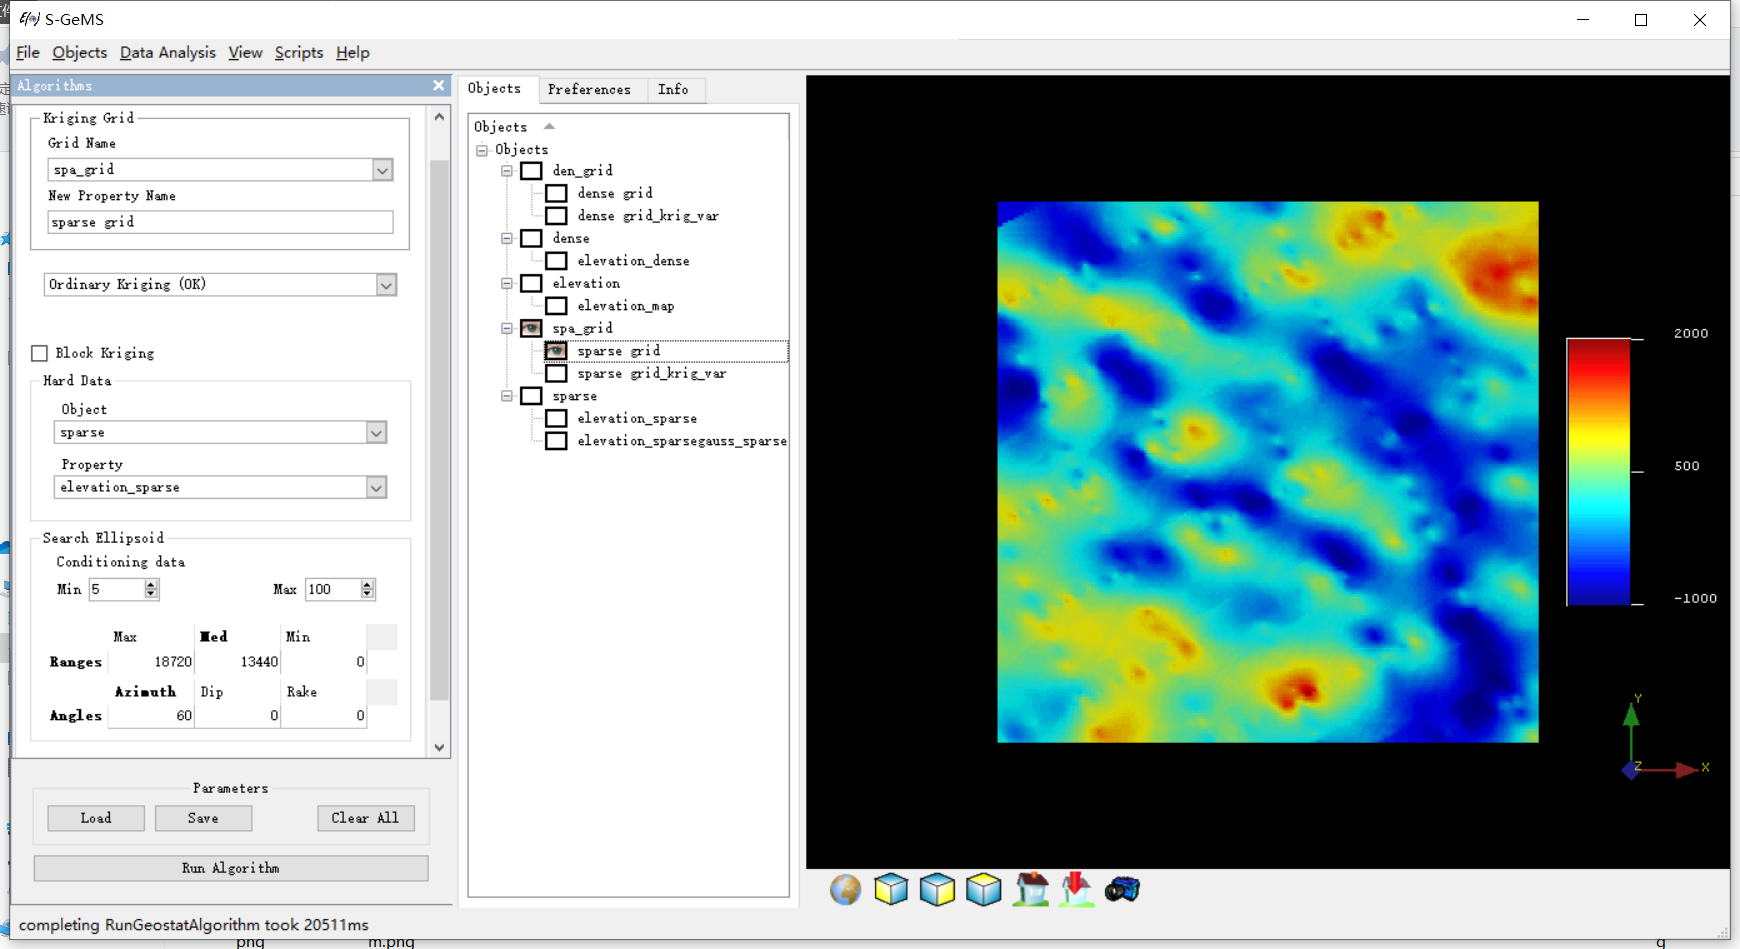 S-GeMS
File Objects Data Analysis View Scripts Help
Algorithms
Kriging Grid
Grid Name
spa_grid
New Property Name
sparse grid
Ordinary Kriging (OK)
Block Kriging
Hard Data
Object
sparse
Property
elevation_sparse
Search Ellipsoid
Conditioning data
Min 5 Max 100
Max Med Min
Ranges 18720 13440 0
Azimuth Dip Rake
Angles 60 0 0
Parameters
Load Save Clear All
Run Algorithm
Objects Preferences Info
Objects
Objects
den_grid
dense grid
dense grid_krig_var
dense
elevation_dense
elevation
elevation_map
spa_grid
sparse grid
sparse grid_krig_var
sparse
elevation_sparse
elevation_sparsegauss_sparse
2000
500
-1000
Y
Z X
completing RunGeostatAlgorithm took 20511ms
png m.png